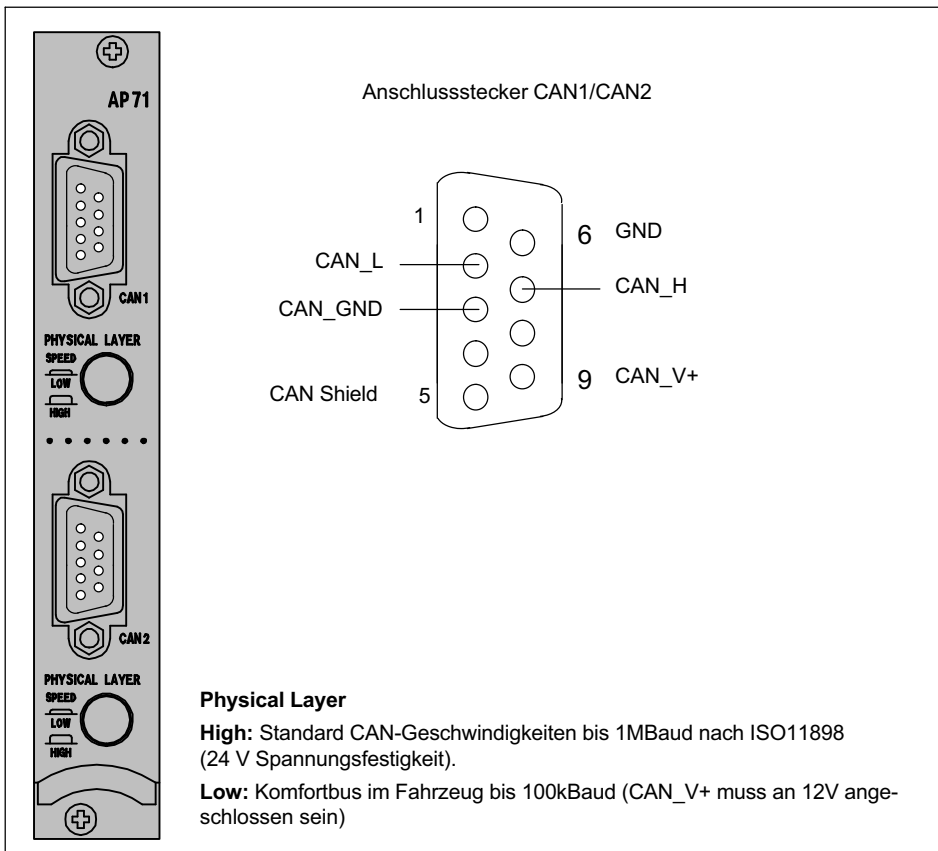 AP 71
CAN1
PHYSICAL LAYER
SPEED
LOW
HIGH
CAN2
PHYSICAL LAYER
SPEED
LOW
HIGH
Anschlussstecker CAN1/CAN2
1
6 GND
CAN_L
CAN_H
CAN_GND
9 CAN_V+
CAN Shield 5
Physical Layer
High: Standard CAN-Geschwindigkeiten bis 1MBaud nach ISO11898
(24 V Spannungsfestigkeit).
Low: Komfortbus im Fahrzeug bis 100kBaud (CAN_V+ muss an 12V ange-
schlossen sein)